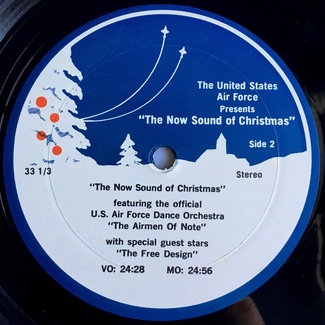 The United States
Air Force
Presents
"The Now Sound of Christmas"
Side 2
33 1/3
Stereo
"The Now Sound of Christmas"
featuring the official
U.S. Air Force Dance Orchestra
"The Airmen Of Note"
with special guest stars
"The Free Design"
VO: 24:28 MO: 24:56